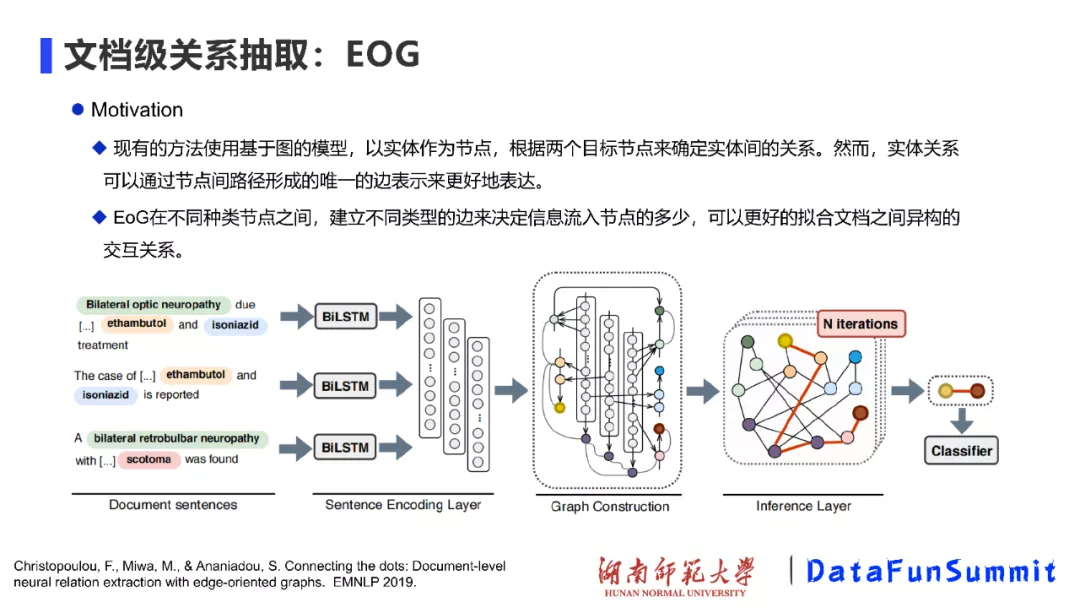 文档级关系抽取：EOG
Motivation
现有的方法使用基于图的模型，以实体作为节点，根据两个目标节点来确定实体间的关系。然而，实体关系
可以通过节点间路径形成的唯一的边表示来更好地表达。
EoG在不同种类节点之间，建立不同类型的边来决定信息流入节点的多少，可以更好的拟合文档之间异构的
交互关系。
Bilateral optic neuropathy due
[...] ethambutol and isoniazid
treatment
The case of [...] ethambutol and
isoniazid is reported
A bilateral retrobulbar neuropathy
with [...] scotoma was found
BiLSTM
BiLSTM
BiLSTM
N iterations
Classifier
Document sentences
Sentence Encoding Layer
Graph Construction
Inference Layer
Christopoulou, F., Miwa, M., & Ananiadou, S. Connecting the dots: Document-level
neural relation extraction with edge-oriented graphs. EMNLP 2019.
湖南师范大学
HUNAN NORMAL UNIVERSITY
DataFunSummit